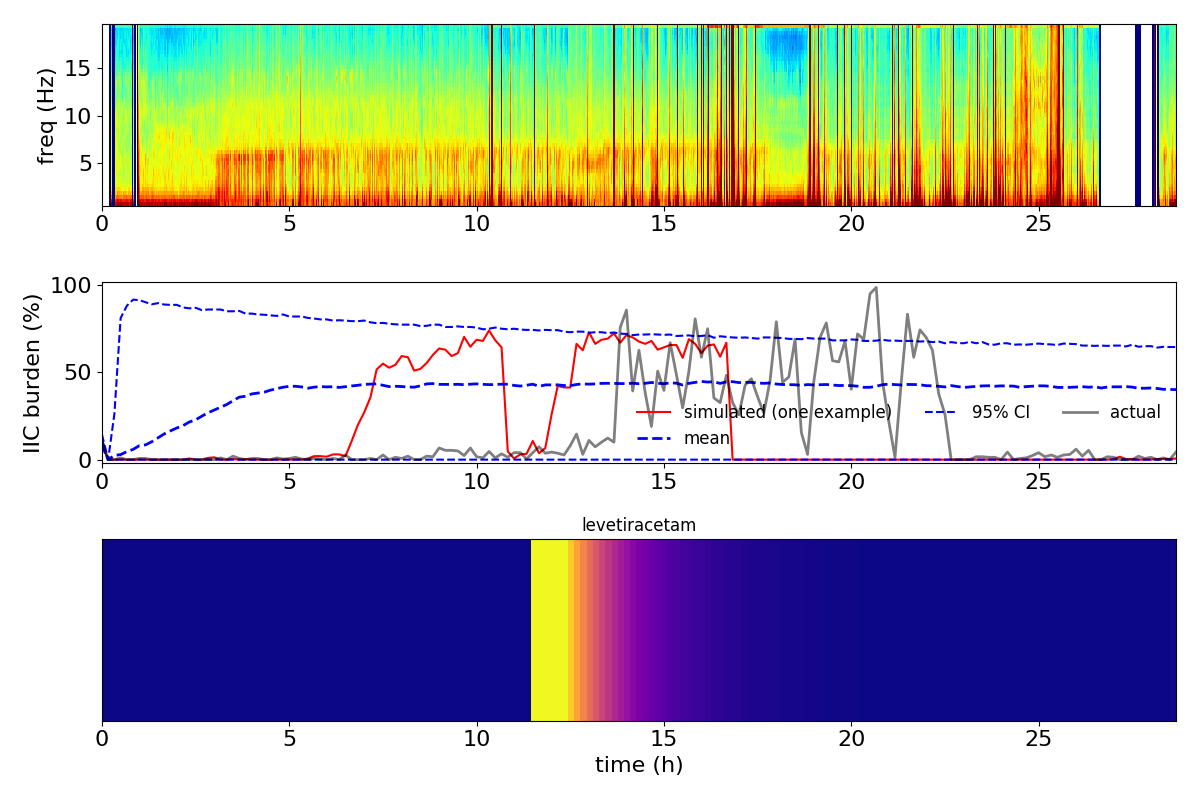 freq (Hz)
15
10
5
0 5 10 15 20 25
IIC burden (%)
100
50
0
simulated (one example) 95% CI actual
mean
0 5 10 15 20 25
levetiracetam
0 5 10 15 20 25
time (h)